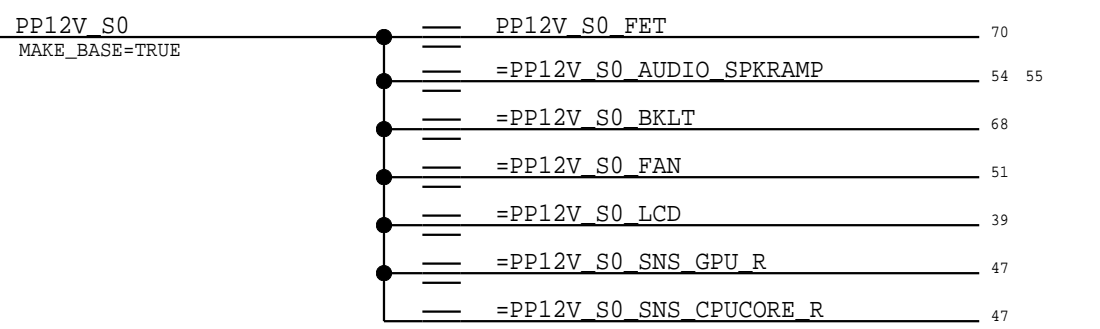 PP12V_S0 PP12V_S0_FET 70
MAKE_BASE=TRUE
=PP12V_S0_AUDIO_SPKRAMP 54 55
=PP12V_S0_BKLT 68
=PP12V_S0_FAN 51
=PP12V_S0_LCD 39
=PP12V_S0_SNS_GPU_R 47
=PP12V_S0_SNS_CPUCORE_R 47